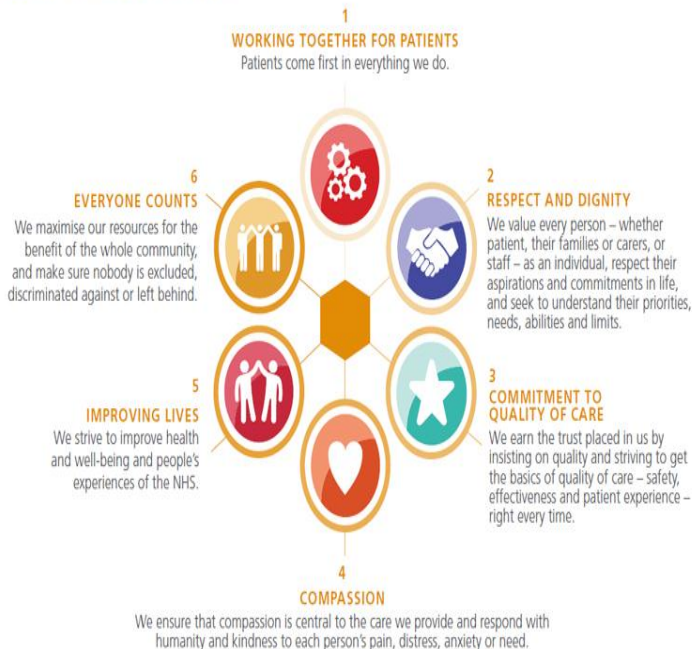 1
WORKING TOGETHER FOR PATIENTS
Patients come first in everything we do.
2
RESPECT AND DIGNITY
We value every person – whether
patient, their families or carers, or
staff – as an individual, respect their
aspirations and commitments in life,
and seek to understand their priorities,
needs, abilities and limits.
3
COMMITMENT TO
QUALITY OF CARE
We earn the trust placed in us by
insisting on quality and striving to get
the basics of quality of care – safety,
effectiveness and patient experience –
right every time.
4
COMPASSION
We ensure that compassion is central to the care we provide and respond with
humanity and kindness to each person's pain, distress, anxiety or need.
5
IMPROVING LIVES
We strive to improve health
and well-being and people's
experiences of the NHS.
6
EVERYONE COUNTS
We maximise our resources for the
benefit of the whole community,
and make sure nobody is excluded,
discriminated against or left behind.